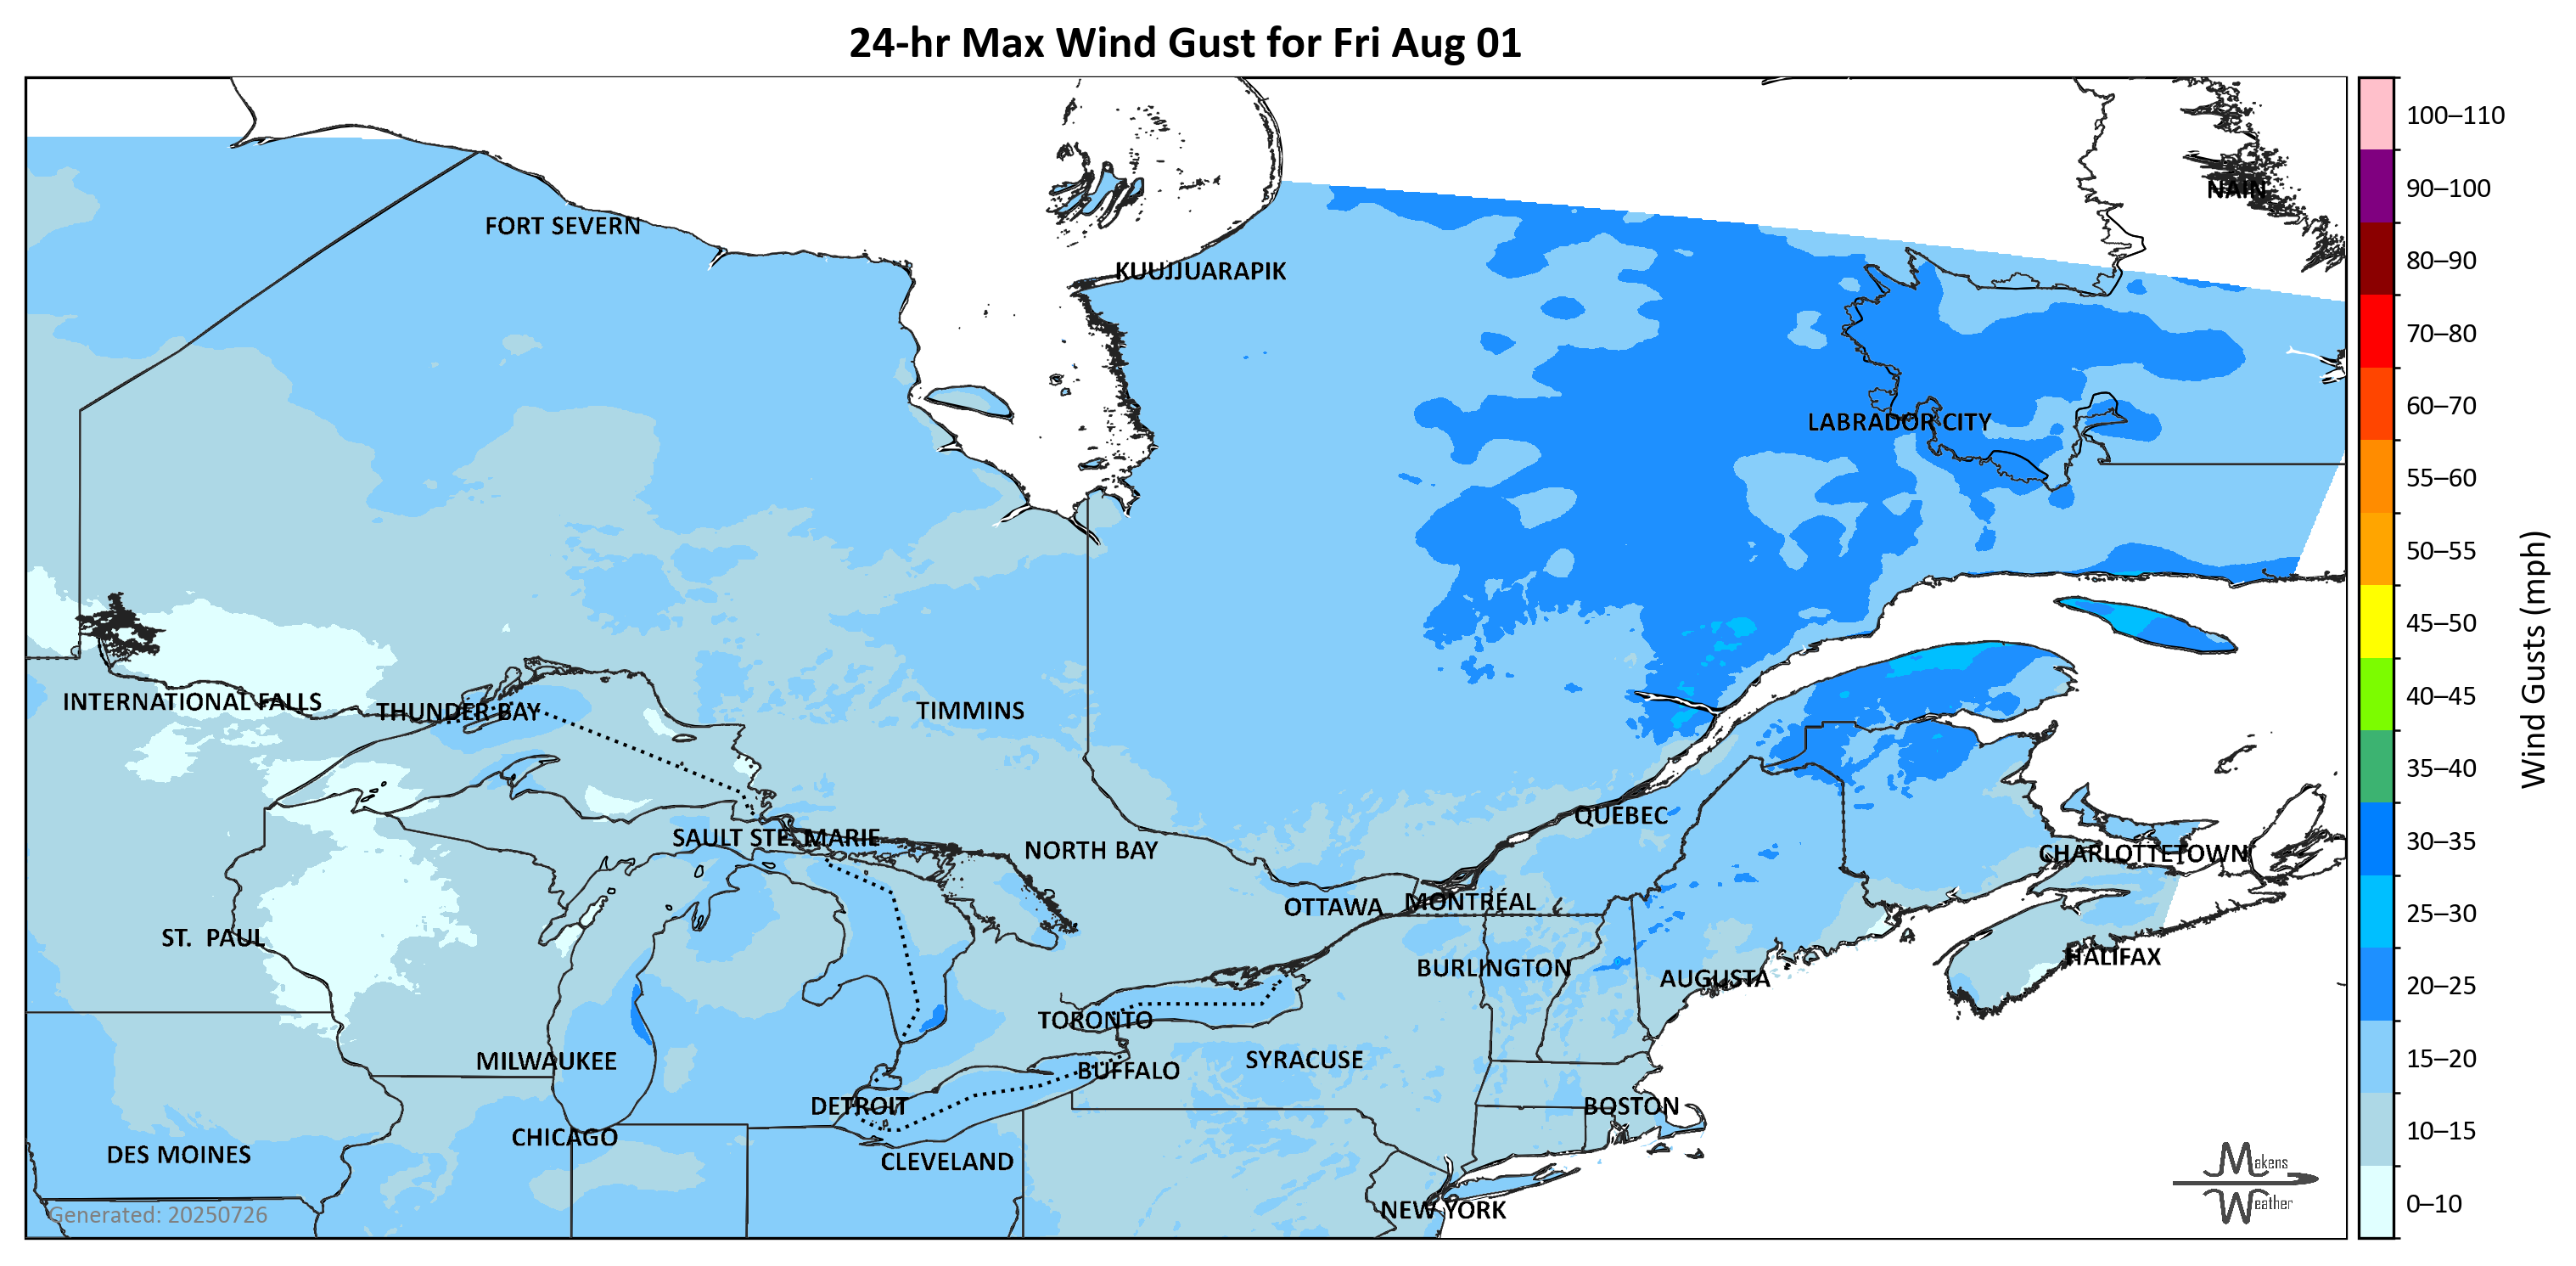 24-hr Max Wind Gust for Fri Aug 01
100–110
90–100
NAIN
80–90
FORT SEVERN
KUUJJUARAPIK
70–80
60–70
LABRADOR CITY
55–60
50–55
45–50
Wind Gusts (mph)
40–45
INTERNATIONAL FALLS
THUNDER BAY
TIMMINS
35–40
QUÉBEC
30–35
SAULT STE. MARIE
NORTH BAY
CHARLOTTETOWN
OTTAWA
MONTRÉAL
25–30
ST. PAUL
HALIFAX
BURLINGTON
AUGUSTA
20–25
TORONTO
MILWAUKEE
SYRACUSE
BUFFALO
15–20
DETROIT
BOSTON
CHICAGO
10–15
DES MOINES
CLEVELAND
Makens
Weather
NEW YORK
0–10
Generated: 20250726